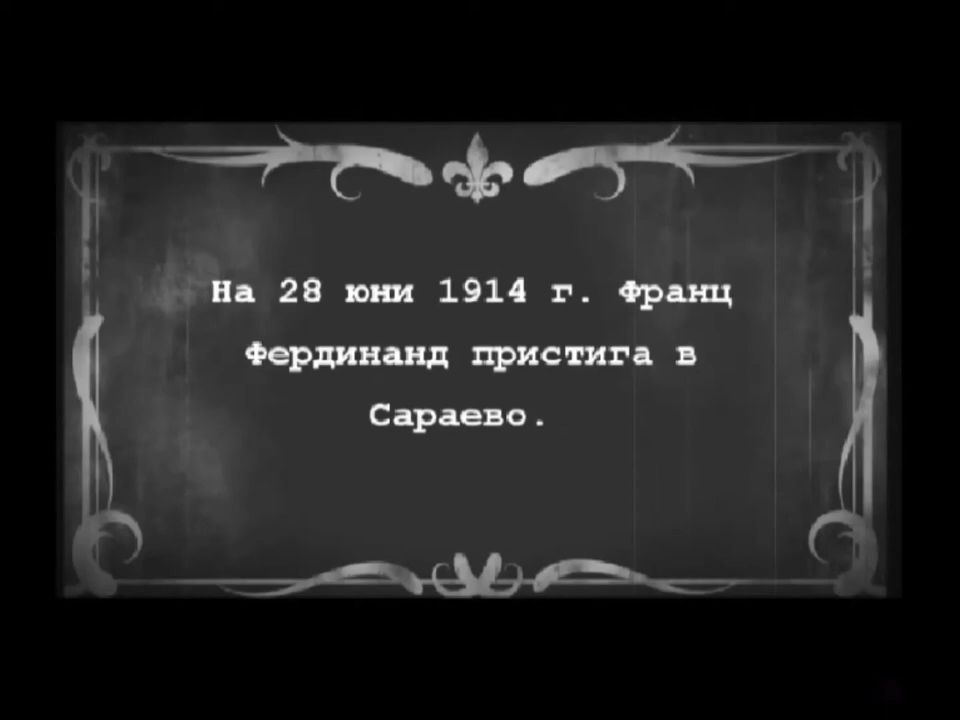 На 28 юни 1914 г. Франц
Фердинанд пристига в
Сараево.